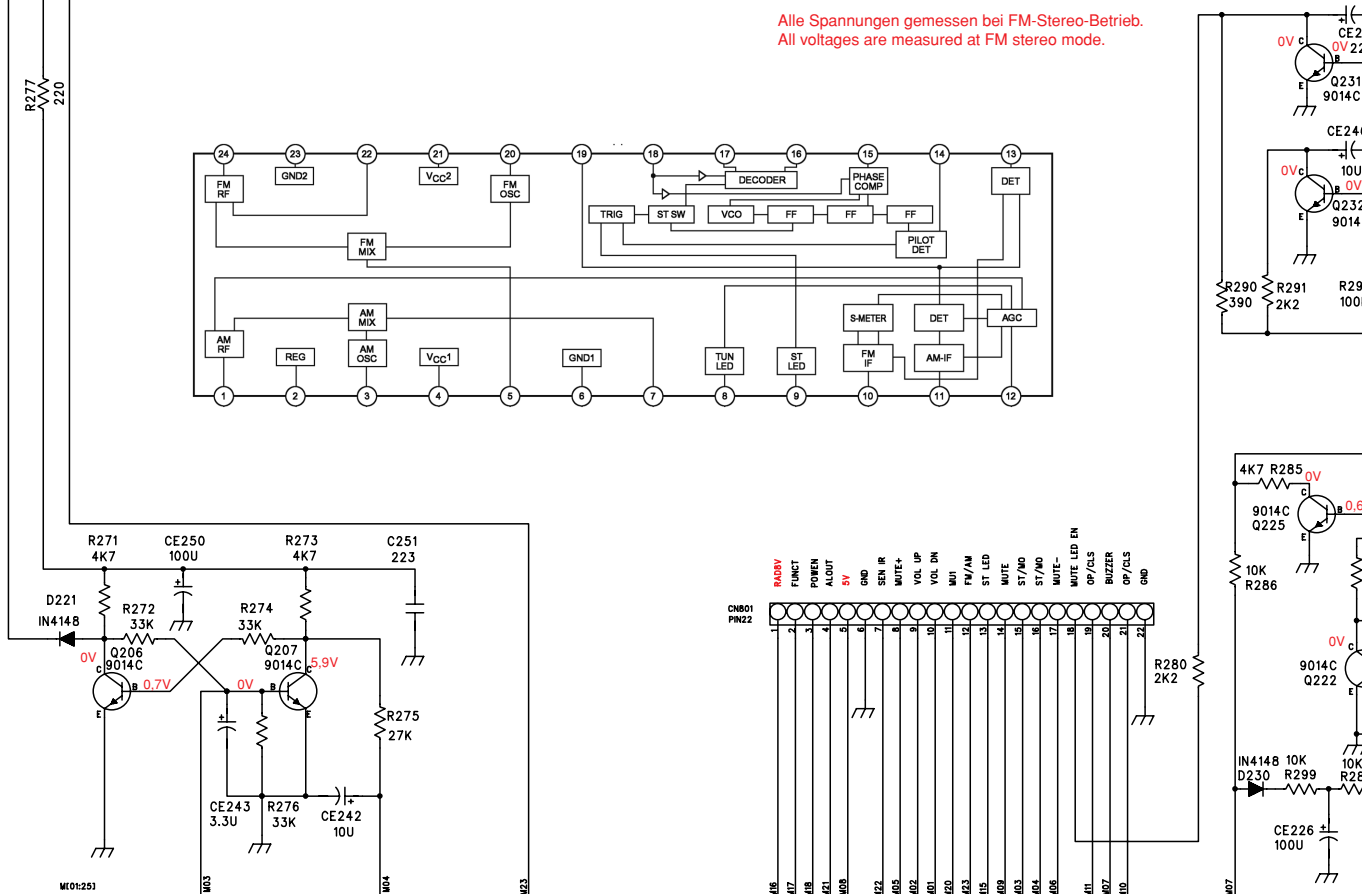 Alle Spannungen gemessen bei FM-Stereo-Betrieb.
All voltages are measured at FM stereo mode.
R277
220
24
23
22
21
20
19
18
17
16
15
14
13
FM
RF
GND2
VCC2
FM
OSC
DECODER
PHASE
COMP
DET
TRIG
ST SW
VCO
FF
FF
FF
FM
MIX
PILOT
DET
AM
MIX
S-METER
DET
AGC
AM
RF
REG
AM
OSC
VCC1
GND1
TUN
LED
ST
LED
FM
IF
AM-IF
1
2
3
4
5
6
7
8
9
10
11
12
0V
C
B
E
Q231
9014C
10U
0V
C
0V
B
E
0V
R290
390
R291
2K2
R271
4K7
CE250
100U
R273
4K7
C251
223
D221
IN4148
R272
33K
R274
33K
Q206
9014C
Q207
9014C
0V
C
B
0,7V
E
0V
B
C
5,9V
E
R275
27K
CE243
3.3U
R276
33K
CE242
10U
M[01:25]
M03
M04
M23
CN801
PIN22
RAD8V
FUNCT
POWEN
ALOUT
5V
GND
SEN IR
MUTE+
VOL UP
VOL DN
MU1
FM/AM
ST LED
MUTE
ST/MO
ST/MO
MUTE-
MUTE LED EN
OP/CLS
BUZZER
OP/CLS
GND
1
2
3
4
5
6
7
8
9
10
11
12
13
14
15
16
17
18
19
20
21
22
R280
2K2
4K7 R285
0V
C
B
E
9014C
Q225
10K
R286
0V
C
E
9014C
Q222
IN4148
D230
10K
R299
10K
CE226
100U
M07